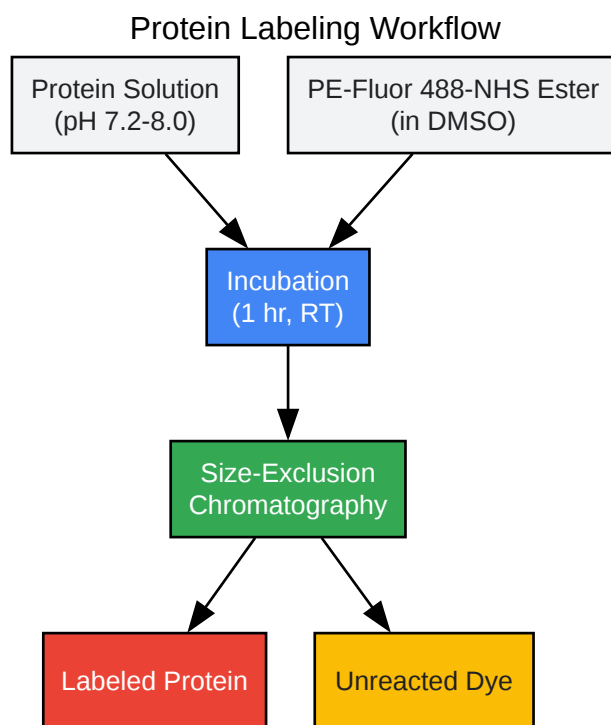 Protein Labeling Workflow
Protein Solution
(pH 7.2-8.0)
PE-Fluor 488-NHS Ester
(in DMSO)
Incubation
(1 hr, RT)
Size-Exclusion
Chromatography
Labeled Protein
Unreacted Dye